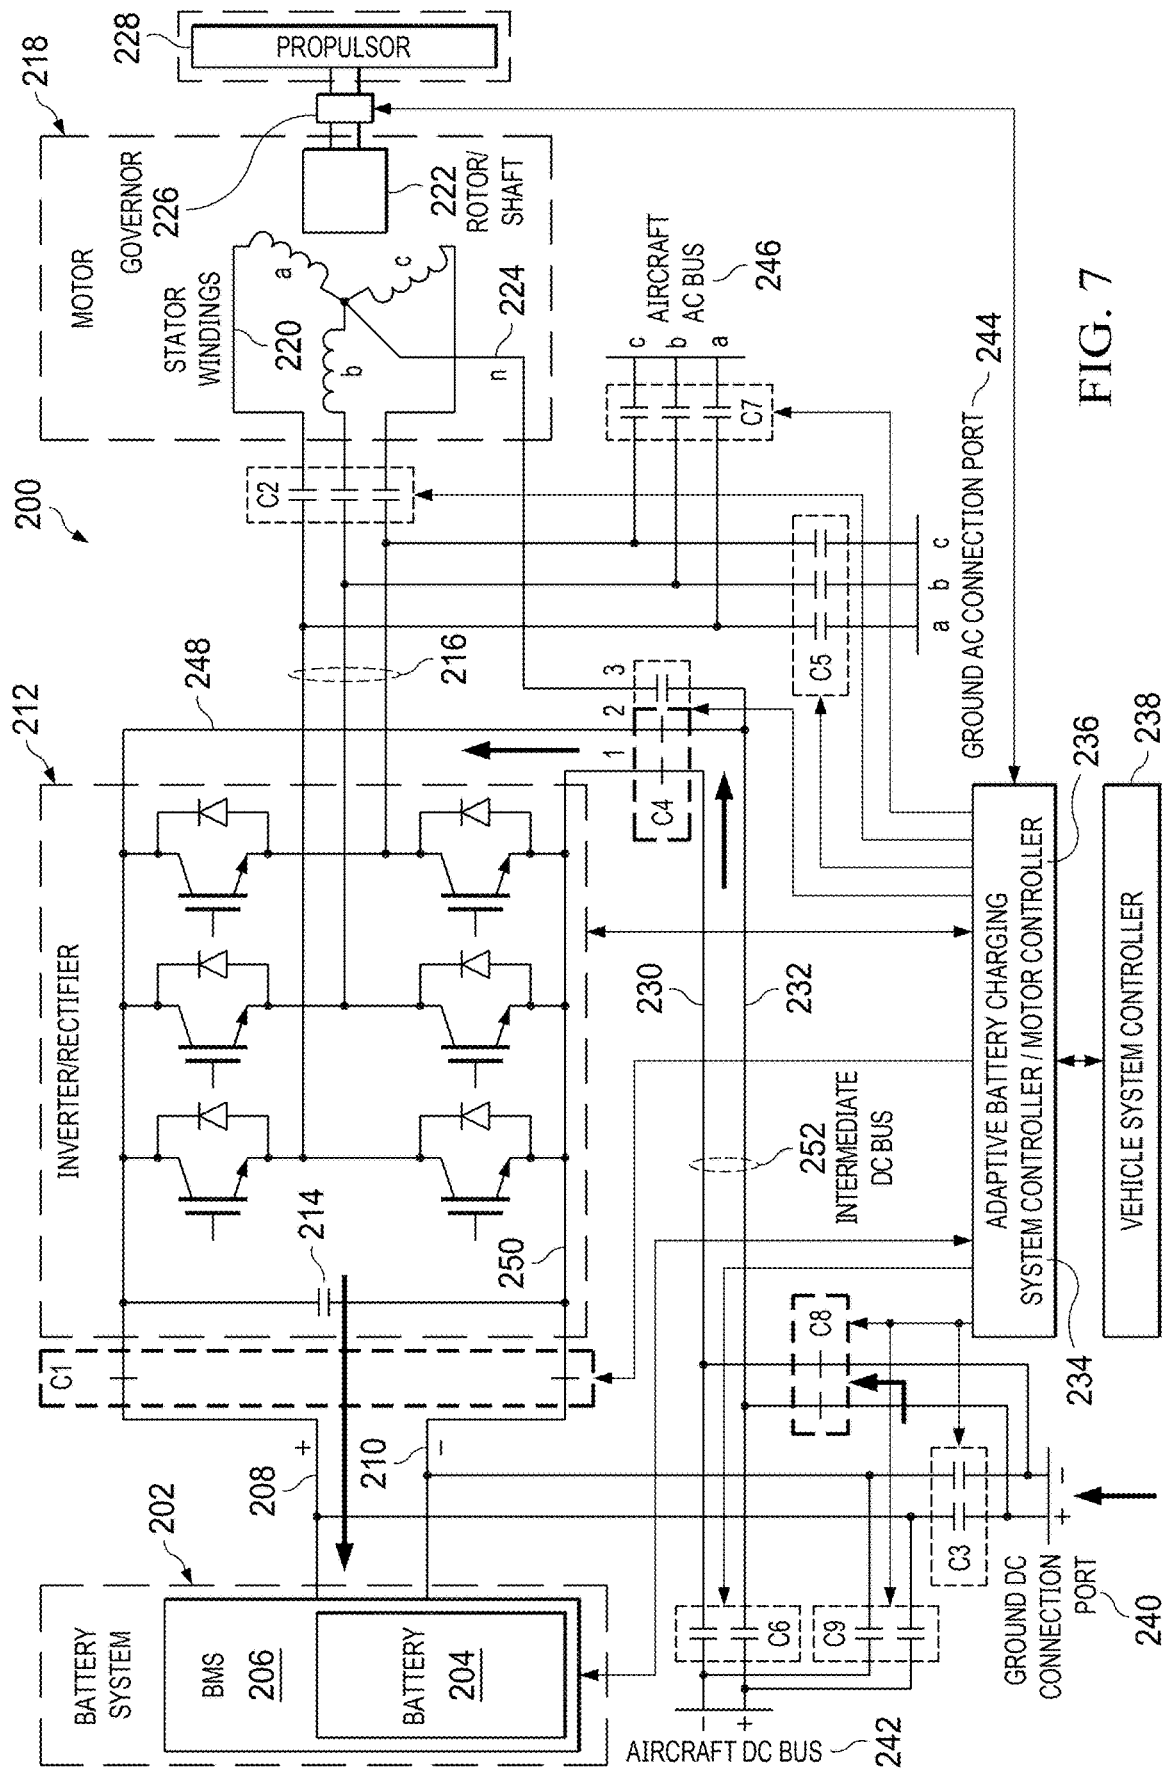 200
BATTERY SYSTEM
202
BMS
206
BATTERY
204
+
208
210
−
C1
INVERTER/RECTIFIER
212
214
250
248
216
C2
MOTOR
218
GOVERNOR
226
STATOR
WINDINGS
220
a
b
c
n
224
222
ROTOR/
SHAFT
PROPULSOR
228
C4
1
2
3
230
232
252
INTERMEDIATE
DC BUS
C5
a
b
c
GROUND AC CONNECTION PORT
244
C7
c
b
a
AIRCRAFT
AC BUS
246
C8
C6
C9
C3
−
+
AIRCRAFT DC BUS
242
+
−
GROUND DC
CONNECTION
PORT
240
ADAPTIVE BATTERY CHARGING
SYSTEM CONTROLLER / MOTOR CONTROLLER
234
236
VEHICLE SYSTEM CONTROLLER
238
FIG. 7